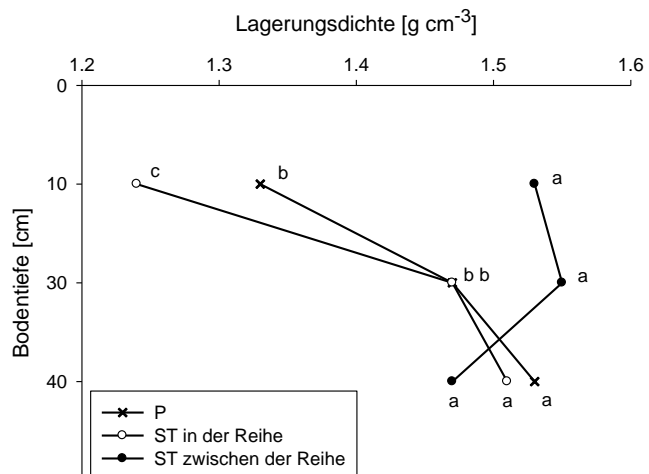 Lagerungsdichte [g cm-3]
1.2 1.3 1.4 1.5 1.6
0
c b a
10
Bodentiefe [cm]
b b a
30
40
a a a
P
ST in der Reihe
ST zwischen der Reihe